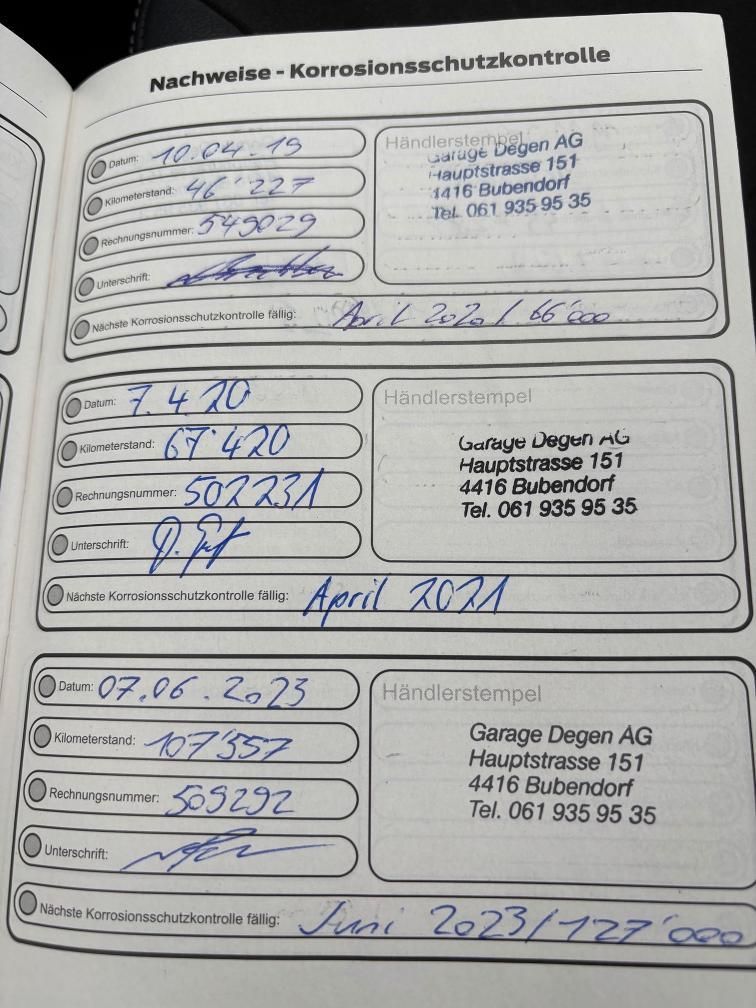 Nachweise - Korrosionsschutzkontrolle
Datum: 10.04.19
Kilometerstand: 46'227
Rechnungsnummer: 549029
Unterschrift:
Händlerstempel
Garage Degen AG
Hauptstrasse 151
4416 Bubendorf
Tel. 061 935 95 35
Nächste Korrosionsschutzkontrolle fällig: April 2020 / 66'000
Datum: 7.4.20
Kilometerstand: 67'420
Rechnungsnummer: 502231
Unterschrift:
Händlerstempel
Garage Degen AG
Hauptstrasse 151
4416 Bubendorf
Tel. 061 935 95 35
Nächste Korrosionsschutzkontrolle fällig: April 2021
Datum: 07.06.2023
Kilometerstand: 107'557
Rechnungsnummer: 509292
Unterschrift:
Händlerstempel
Garage Degen AG
Hauptstrasse 151
4416 Bubendorf
Tel. 061 935 95 35
Nächste Korrosionsschutzkontrolle fällig: Juni 2023/127'000